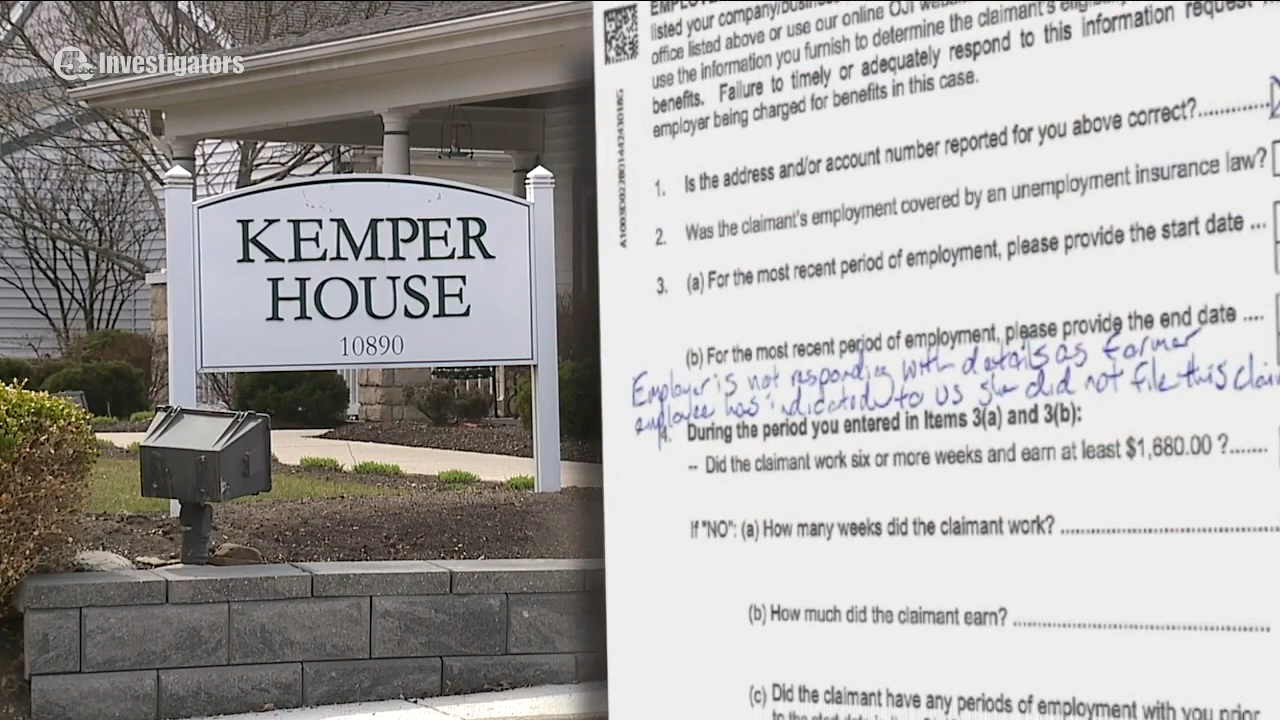 Investigators
KEMPER
HOUSE
10890
listed your company/business
office listed above or use our online OJI
use the information you furnish to determine the claimant's
benefits. Failure to timely or adequately respond to this information request
employer being charged for benefits in this case.
1. Is the address and/or account number reported for you above correct?
2. Was the claimant's employment covered by an unemployment insurance law?
3. (a) For the most recent period of employment, please provide the start date ...
(b) For the most recent period of employment, please provide the end date ....
Employer is not responding with details as former
employee has indicated to us she did not file this
4. During the period you entered in Items 3(a) and 3(b):
-- Did the claimant work six or more weeks and earn at least $1,680.00 ?.......
If "NO": (a) How many weeks did the claimant work?
(b) How much did the claimant earn?
(c) Did the claimant have any periods of employment with you prior